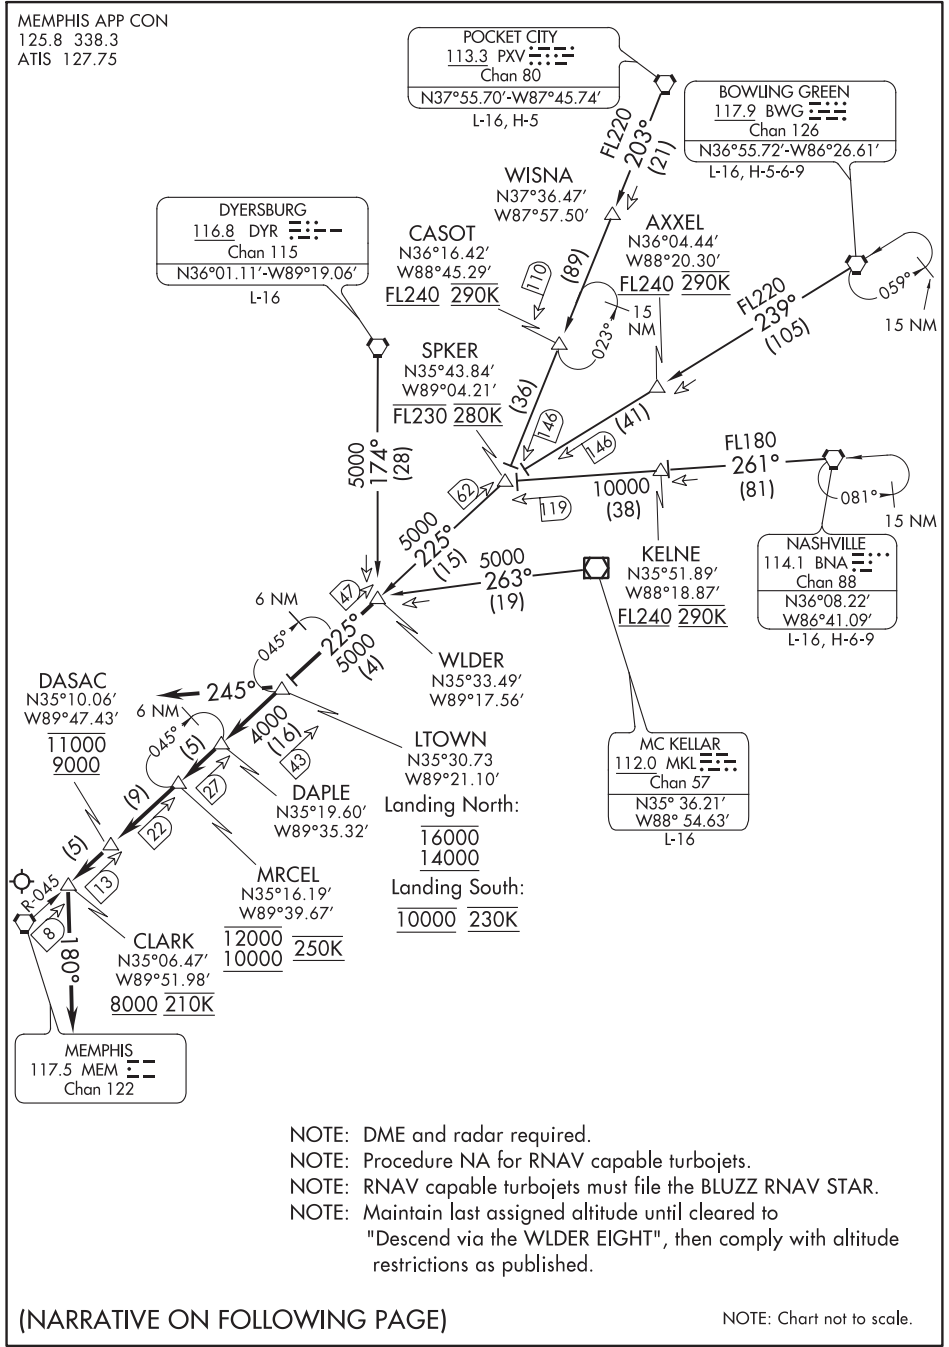 MEMPHIS APP CON
125.8 338.3
ATIS 127.75
POCKET CITY
113.3 PXV
Chan 80
N37°55.70'-W87°45.74'
L-16, H-5
BOWLING GREEN
117.9 BWG
Chan 126
N36°55.72'-W86°26.61'
L-16, H-5-6-9
FL220
203°
(21)
WISNA
N37°36.47'
W87°57.50'
DYERSBURG
116.8 DYR
Chan 115
N36°01.11'-W89°19.06'
L-16
CASOT
N36°16.42'
W88°45.29'
FL240 290K
AXXEL
N36°04.44'
W88°20.30'
FL240 290K
110
(89)
15
NM
023°
059°
15 NM
FL220
239°
(105)
SPKER
N35°43.84'
W89°04.21'
FL230 280K
(36)
146
(41)
146
5000
174°
(28)
62
119
10000
(38)
FL180
261°
(81)
081°
15 NM
NASHVILLE
114.1 BNA
Chan 88
N36°08.22'
W86°41.09'
L-16, H-6-9
KELNE
N35°51.89'
W88°18.87'
FL240 290K
5000
225°
(15)
5000
263°
(19)
47
6 NM
045°
225°
5000
(4)
WLDER
N35°33.49'
W89°17.56'
DASAC
N35°10.06'
W89°47.43'
11000
9000
245°
6 NM
045°
(5)
4000
(16)
43
LTOWN
N35°30.73
W89°21.10'
Landing North:
16000
14000
Landing South:
10000 230K
MC KELLAR
112.0 MKL
Chan 57
N35° 36.21'
W88° 54.63'
L-16
27
DAPLE
N35°19.60'
W89°35.32'
(9)
22
MRCEL
N35°16.19'
W89°39.67'
12000
10000
250K
(5)
13
R-045
8
180°
CLARK
N35°06.47'
W89°51.98'
8000 210K
MEMPHIS
117.5 MEM
Chan 122
NOTE: DME and radar required.
NOTE: Procedure NA for RNAV capable turbojets.
NOTE: RNAV capable turbojets must file the BLUZZ RNAV STAR.
NOTE: Maintain last assigned altitude until cleared to
"Descend via the WLDER EIGHT", then comply with altitude
restrictions as published.
(NARRATIVE ON FOLLOWING PAGE)
NOTE: Chart not to scale.